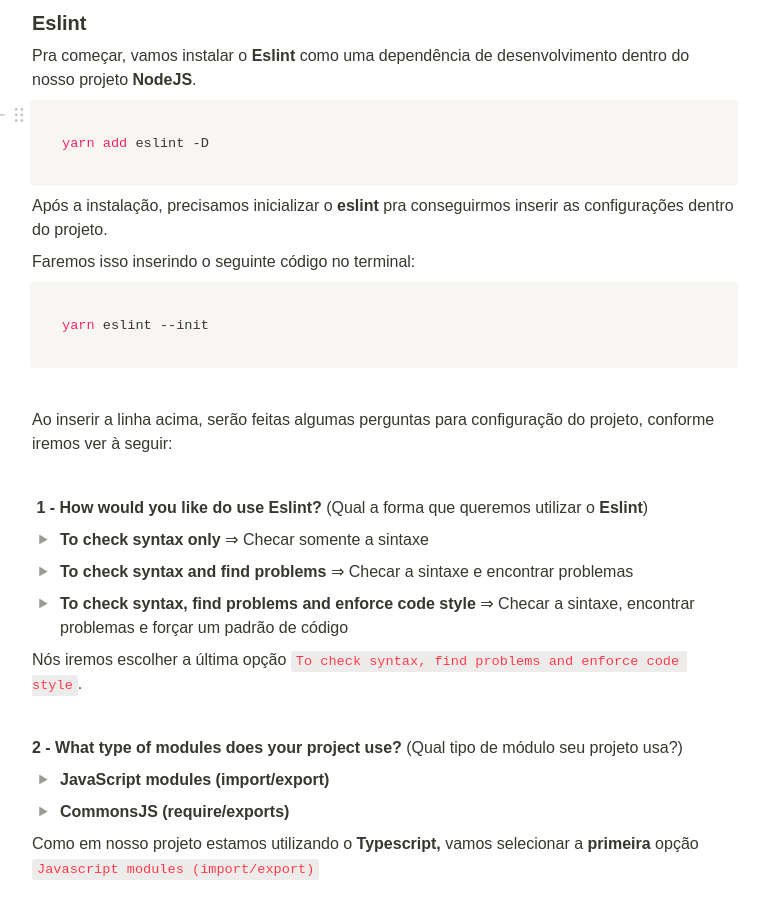 Eslint
Pra começar, vamos instalar o Eslint como uma dependência de desenvolvimento dentro do
nosso projeto NodeJS.
yarn add eslint -D
Após a instalação, precisamos inicializar o eslint pra conseguirmos inserir as configurações dentro
do projeto.
Faremos isso inserindo o seguinte código no terminal:
yarn eslint --init
Ao inserir a linha acima, serão feitas algumas perguntas para configuração do projeto, conforme
iremos ver à seguir:
1 - How would you like do use Eslint? (Qual a forma que queremos utilizar o Eslint)
To check syntax only ⇒ Checar somente a sintaxe
To check syntax and find problems ⇒ Checar a sintaxe e encontrar problemas
To check syntax, find problems and enforce code style ⇒ Checar a sintaxe, encontrar
problemas e forçar um padrão de código
Nós iremos escolher a última opção To check syntax, find problems and enforce code
style.
2 - What type of modules does your project use? (Qual tipo de módulo seu projeto usa?)
JavaScript modules (import/export)
CommonsJS (require/exports)
Como em nosso projeto estamos utilizando o Typescript, vamos selecionar a primeira opção
Javascript modules (import/export)